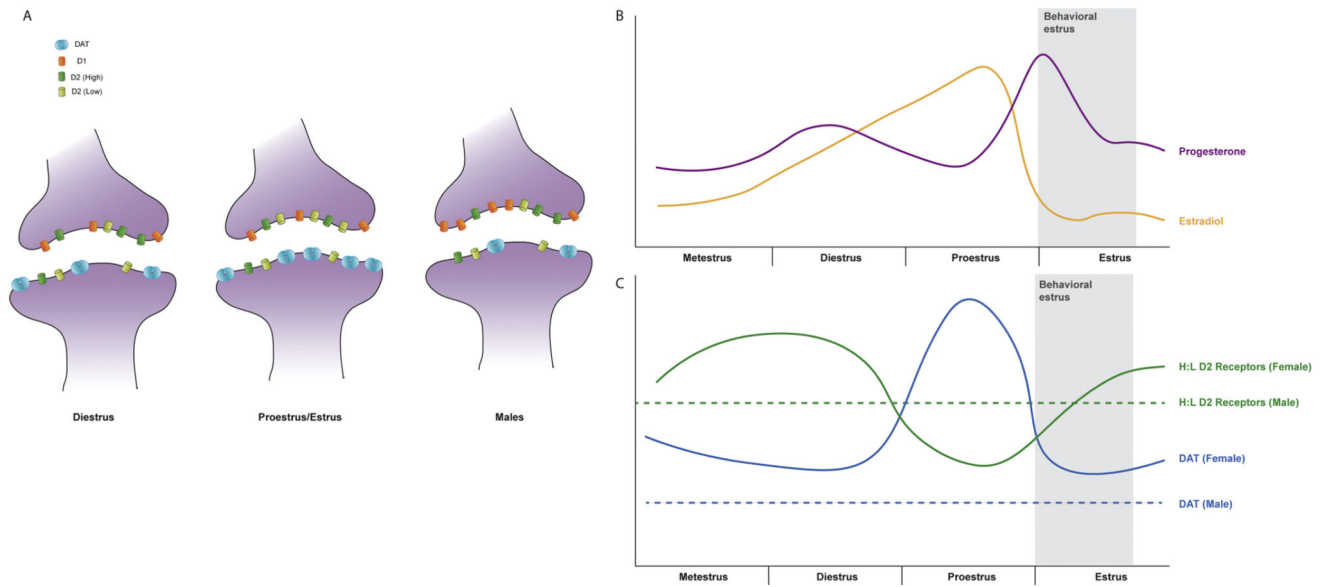 A
DAT
D1
D2 (High)
D2 (Low)
Diestrus
Proestrus/Estrus
Males
B
Behavioral
estrus
Progesterone
Estradiol
Metestrus
Diestrus
Proestrus
Estrus
C
Behavioral
estrus
H:L D2 Receptors (Female)
H:L D2 Receptors (Male)
DAT (Female)
DAT (Male)
Metestrus
Diestrus
Proestrus
Estrus